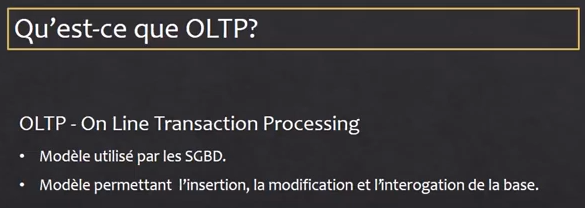 Qu’est-ce que OLTP?
OLTP - On Line Transaction Processing
• Modèle utilisé par les SGBD.
• Modèle permettant l’insertion, la modification et l’interogation de la base.